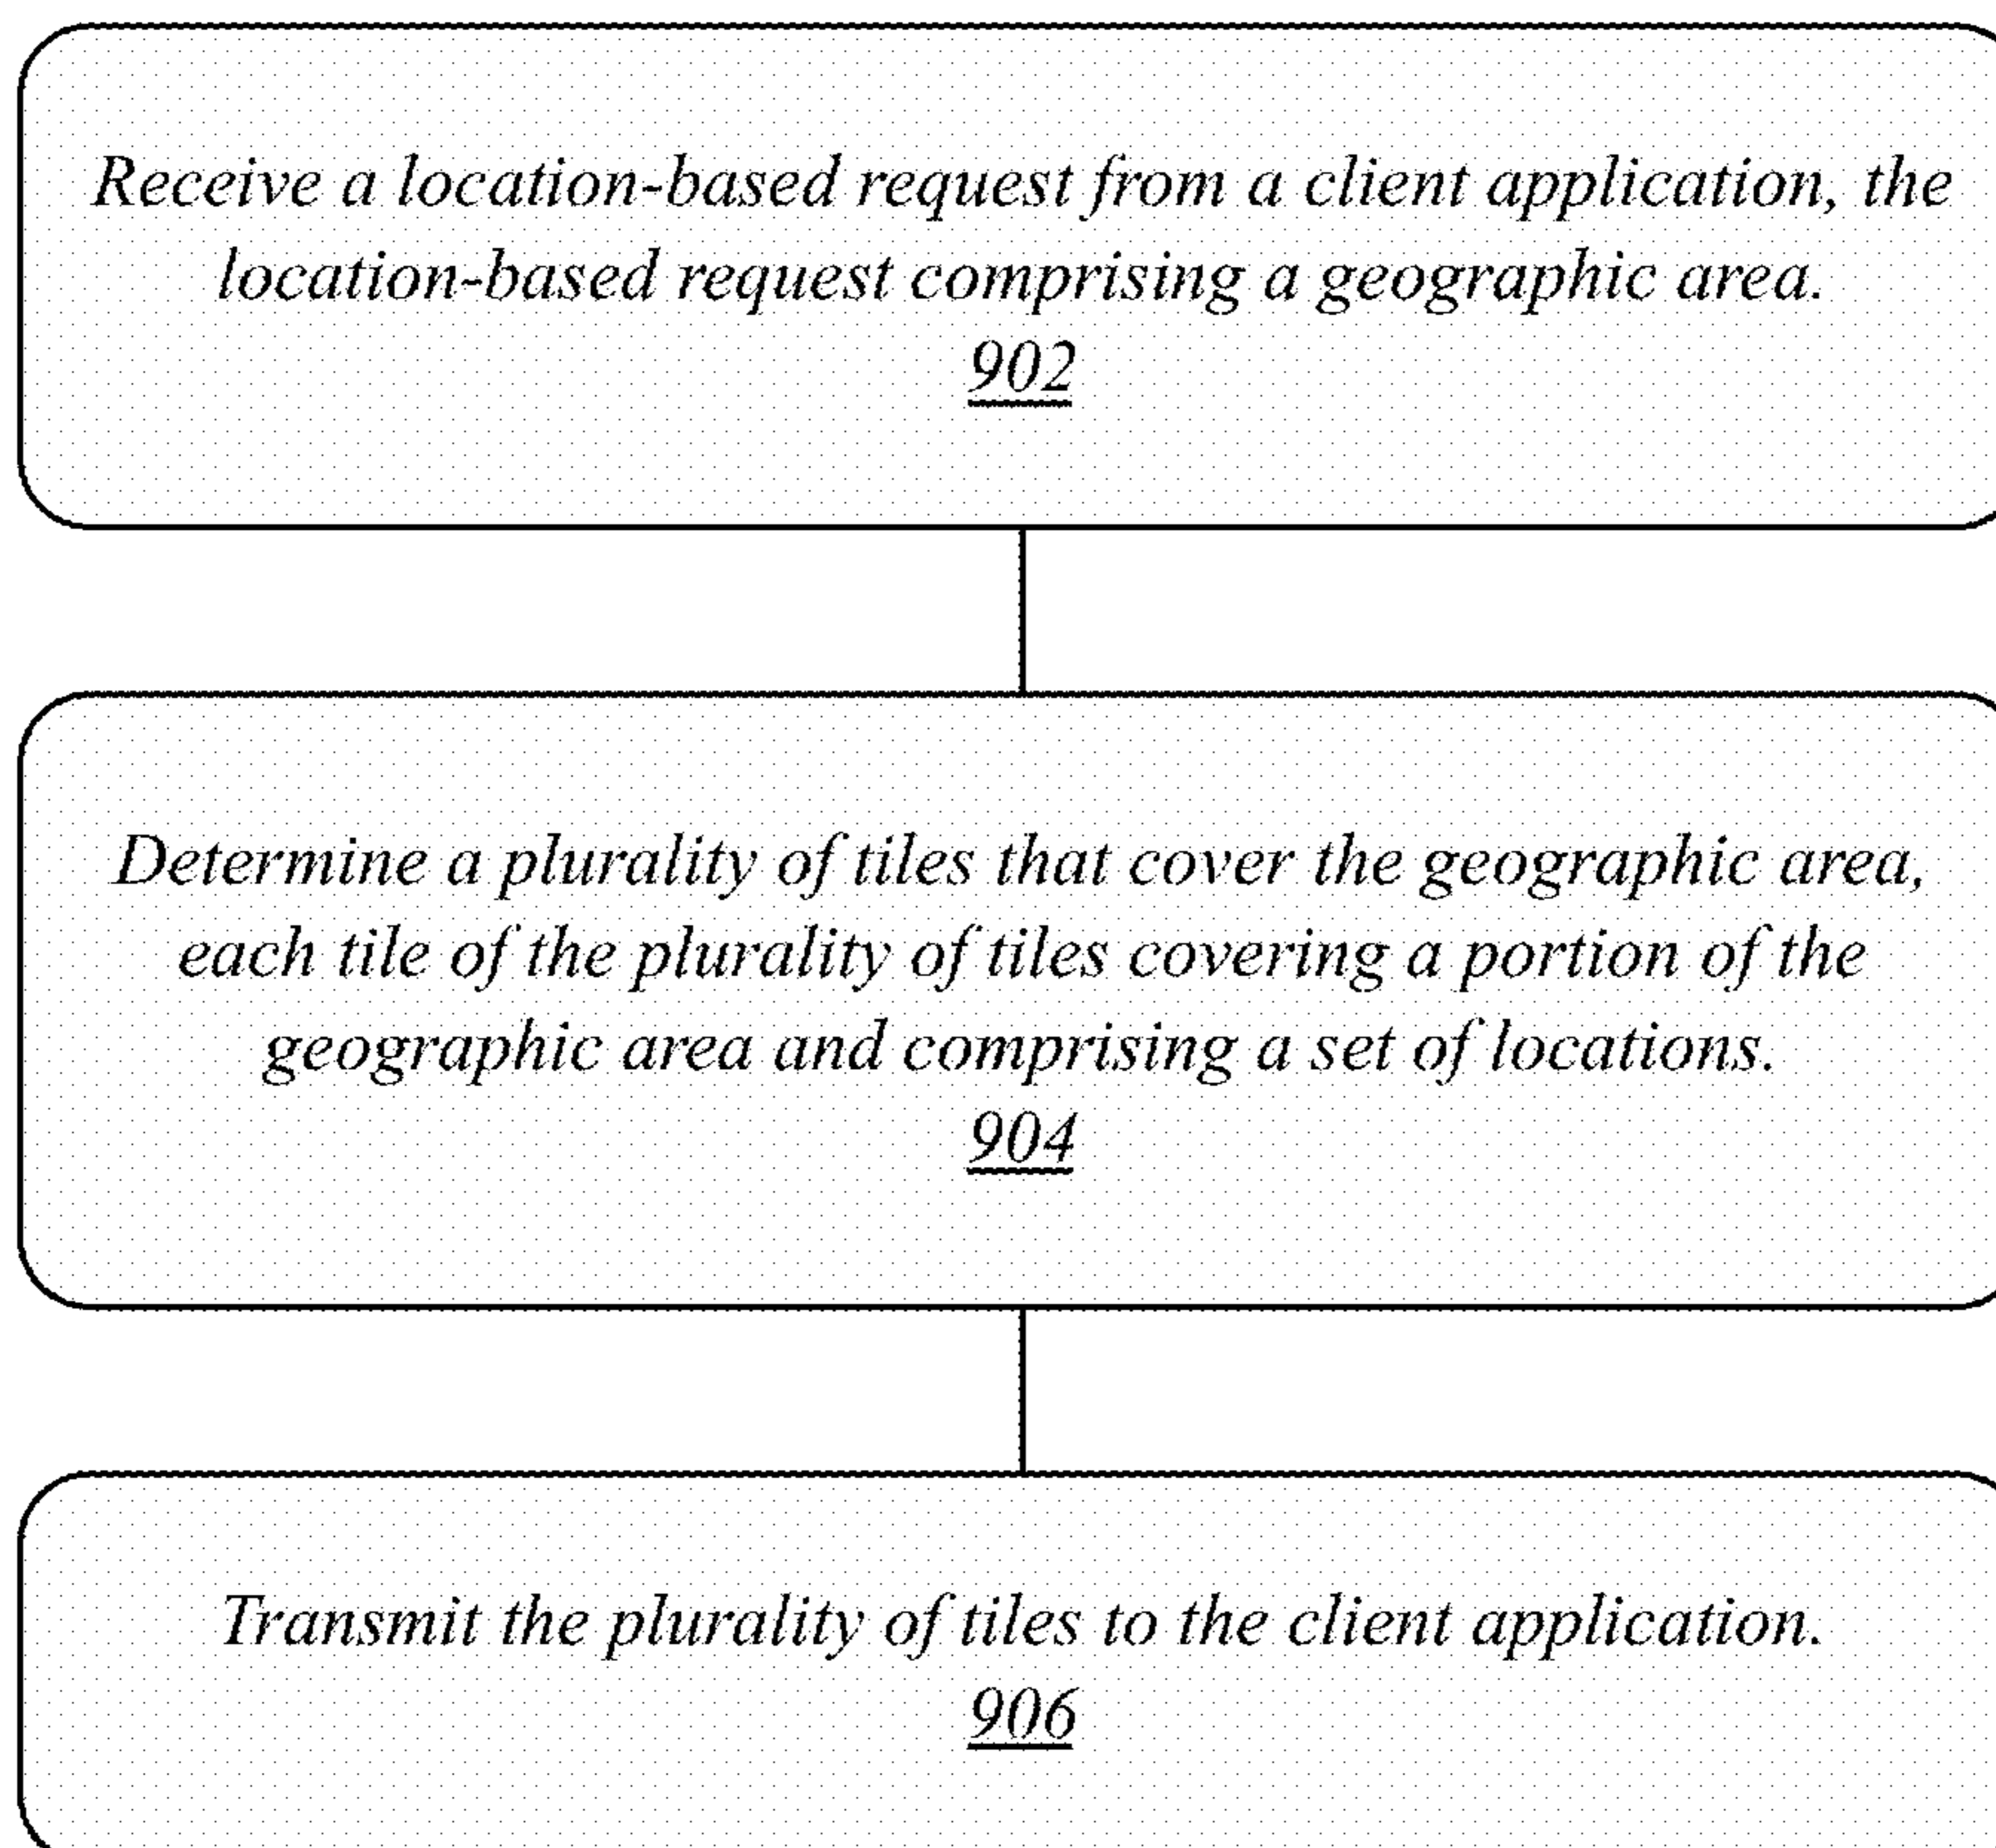 Receive a location-based request from a client application, the
location-based request comprising a geographic area.
902
Determine a plurality of tiles that cover the geographic area,
each tile of the plurality of tiles covering a portion of the
geographic area and comprising a set of locations.
904
Transmit the plurality of tiles to the client application.
906